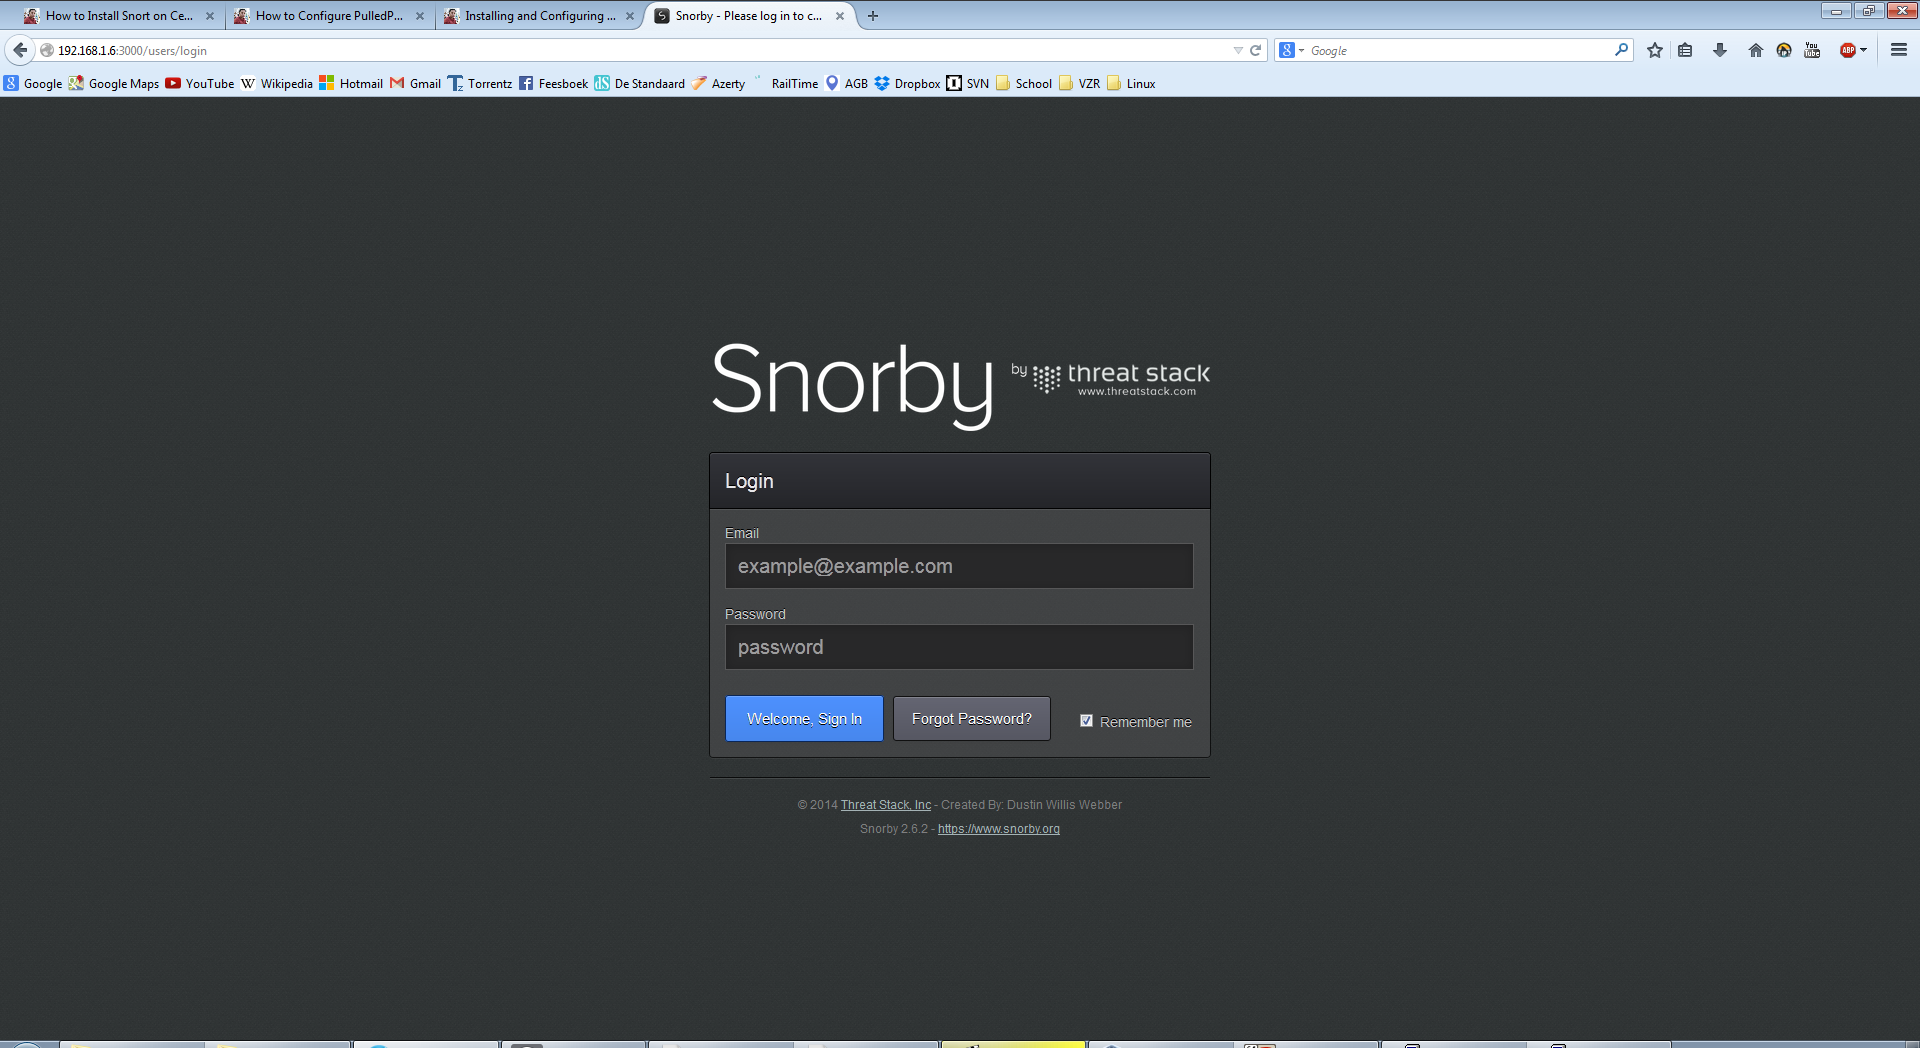 How to Install Snort on Ce...
How to Configure PulledP...
Installing and Configuring ...
Snorby - Please log in to c...
192.168.1.6:3000/users/login
Google
Google Google Maps YouTube Wikipedia Hotmail Gmail Torrentz Feesboek De Standaard Azerty RailTime AGB Dropbox SVN School VZR Linux
Snorby by threat stack
www.threatstack.com
Login
Email
example@example.com
Password
password
Welcome, Sign In Forgot Password? Remember me
© 2014 Threat Stack, Inc - Created By: Dustin Willis Webber
Snorby 2.6.2 - https://www.snorby.org